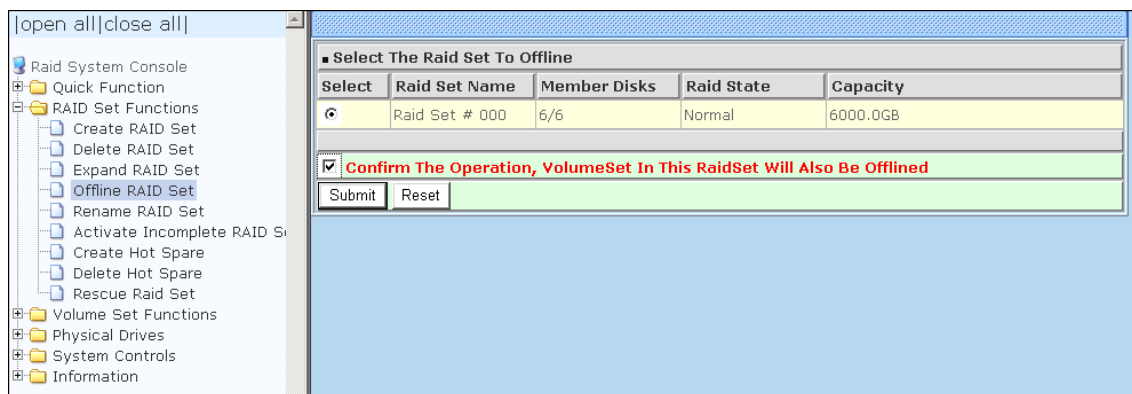 |open all|close all|
Raid System Console
Quick Function
RAID Set Functions
Create RAID Set
Delete RAID Set
Expand RAID Set
Offline RAID Set
Rename RAID Set
Activate Incomplete RAID
Create Hot Spare
Delete Hot Spare
Rescue Raid Set
Volume Set Functions
Physical Drives
System Controls
Information
Select The Raid Set To Offline
Select Raid Set Name Member Disks Raid State Capacity
Raid Set # 000 6/6 Normal 6000.0GB
Confirm The Operation, VolumeSet In This RaidSet Will Also Be Offlined
Submit Reset